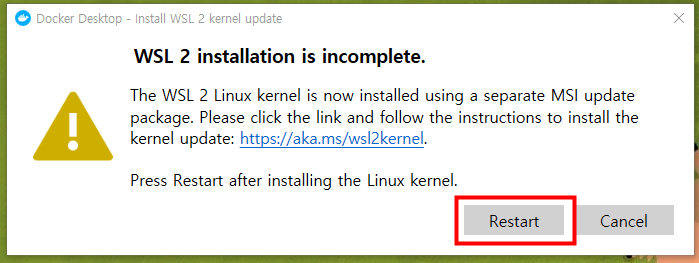 Docker Desktop - Install WSL 2 kernel update
WSL 2 installation is incomplete.
The WSL 2 Linux kernel is now installed using a separate MSI update
package. Please click the link and follow the instructions to install the
kernel update: https://aka.ms/wsl2kernel.
Press Restart after installing the Linux kernel.
Restart Cancel